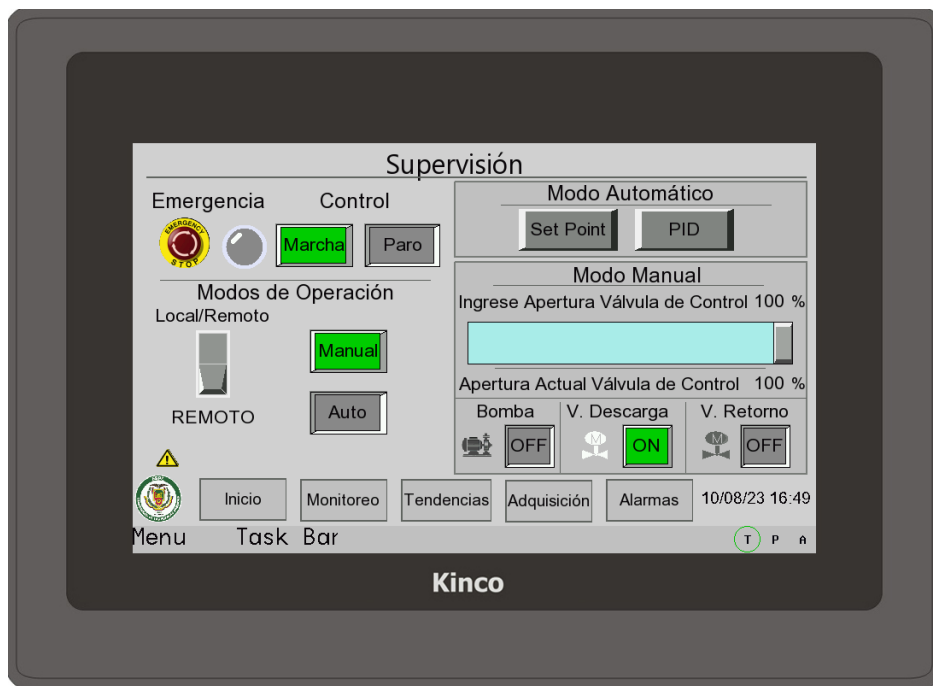 Supervisión
Emergencia
Control
EMERGENCY
STOP
Marcha
Paro
Modo Automático
Set Point
PID
Modos de Operación
Local/Remoto
REMOTO
Manual
Auto
Modo Manual
Ingrese Apertura Válvula de Control 100 %
Apertura Actual Válvula de Control 100 %
Bomba
V. Descarga
V. Retorno
OFF
M
ON
M
OFF
Inicio
Monitoreo
Tendencias
Adquisición
Alarmas
10/08/23 16:49
Menu Task Bar
T P A
Kinco